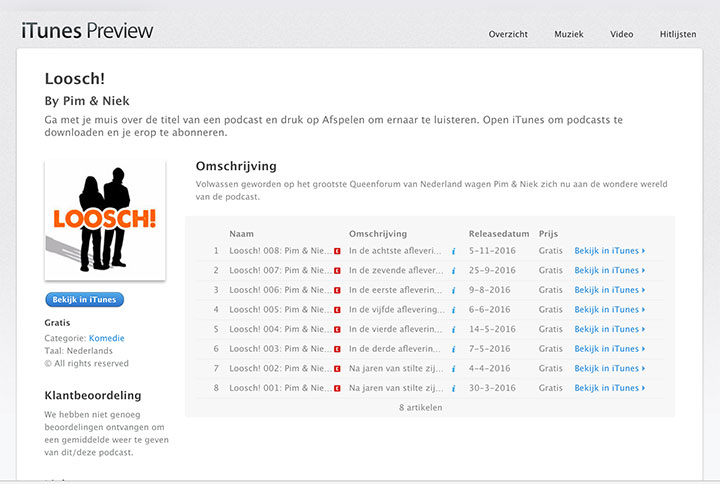 iTunes Preview
Overzicht Muziek Video Hitlijsten
Loosch!
By Pim & Niek
Ga met je muis over de titel van een podcast en druk op Afspelen om ernaar te luisteren. Open iTunes om podcasts te
downloaden en je erop te abonneren.
LOOSCH!
Bekijk in iTunes
Gratis
Categorie: Komedie
Taal: Nederlands
© All rights reserved
Klantbeoordeling
We hebben niet genoeg
beoordelingen ontvangen om
een gemiddelde weer te geven
van dit/deze podcast.
Omschrijving
Volwassen geworden op het grootste Queenforum van Nederland wagen Pim & Niek zich nu aan de wondere wereld
van de podcast.
Naam Omschrijving Releasedatum Prijs
1 Loosch! 008: Pim & Nie... E In de achtste afleveri... i 5-11-2016 Gratis Bekijk in iTunes
2 Loosch! 007: Pim & Nie... E In de zevende aflever... i 25-9-2016 Gratis Bekijk in iTunes
3 Loosch! 006: Pim & Nie... E In de eerste afleverin... i 9-8-2016 Gratis Bekijk in iTunes
4 Loosch! 005: Pim & Nie... E In de vijfde aflevering... i 6-6-2016 Gratis Bekijk in iTunes
5 Loosch! 004: Pim & Nie... E In de vierde afleverin... i 14-5-2016 Gratis Bekijk in iTunes
6 Loosch! 003: Pim & Nie... E In de derde aflevering... i 7-5-2016 Gratis Bekijk in iTunes
7 Loosch! 002: Pim & Nie... E Na jaren van stilte zij... i 4-4-2016 Gratis Bekijk in iTunes
8 Loosch! 001: Pim & Nie... E Na jaren van stilte zij... i 30-3-2016 Gratis Bekijk in iTunes
8 artikelen